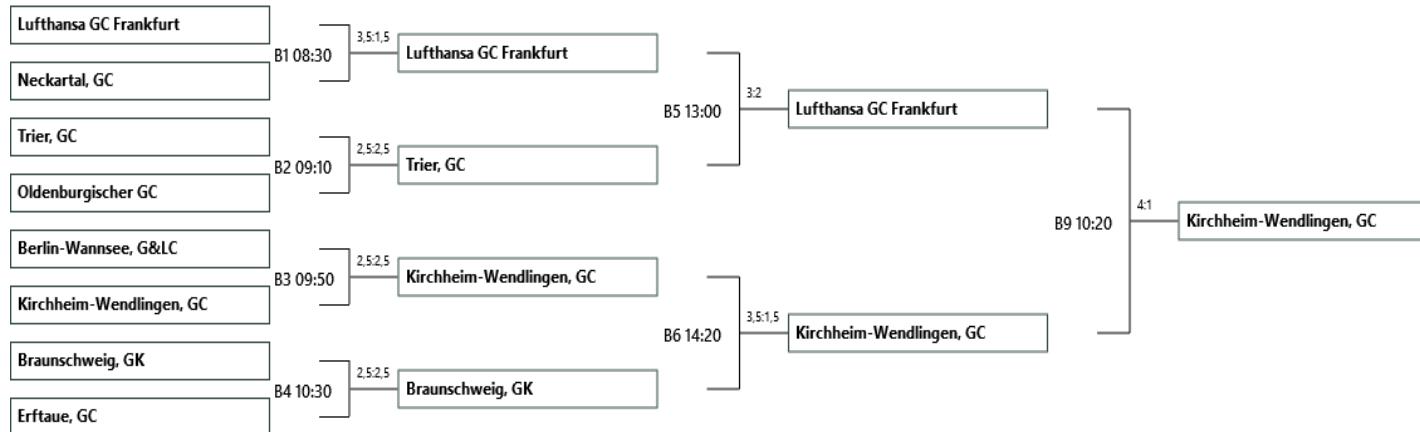 Lufthansa GC Frankfurt
B1 08:30
3,5:1,5
Lufthansa GC Frankfurt
Neckartal, GC
B5 13:00
3:2
Lufthansa GC Frankfurt
Trier, GC
B2 09:10
2,5:2,5
Trier, GC
Oldenburgischer GC
B9 10:20
4:1
Kirchheim-Wendlingen, GC
Berlin-Wannsee, G&LC
B3 09:50
2,5:2,5
Kirchheim-Wendlingen, GC
Kirchheim-Wendlingen, GC
B6 14:20
3,5:1,5
Kirchheim-Wendlingen, GC
Braunschweig, GK
B4 10:30
2,5:2,5
Braunschweig, GK
Erftaue, GC